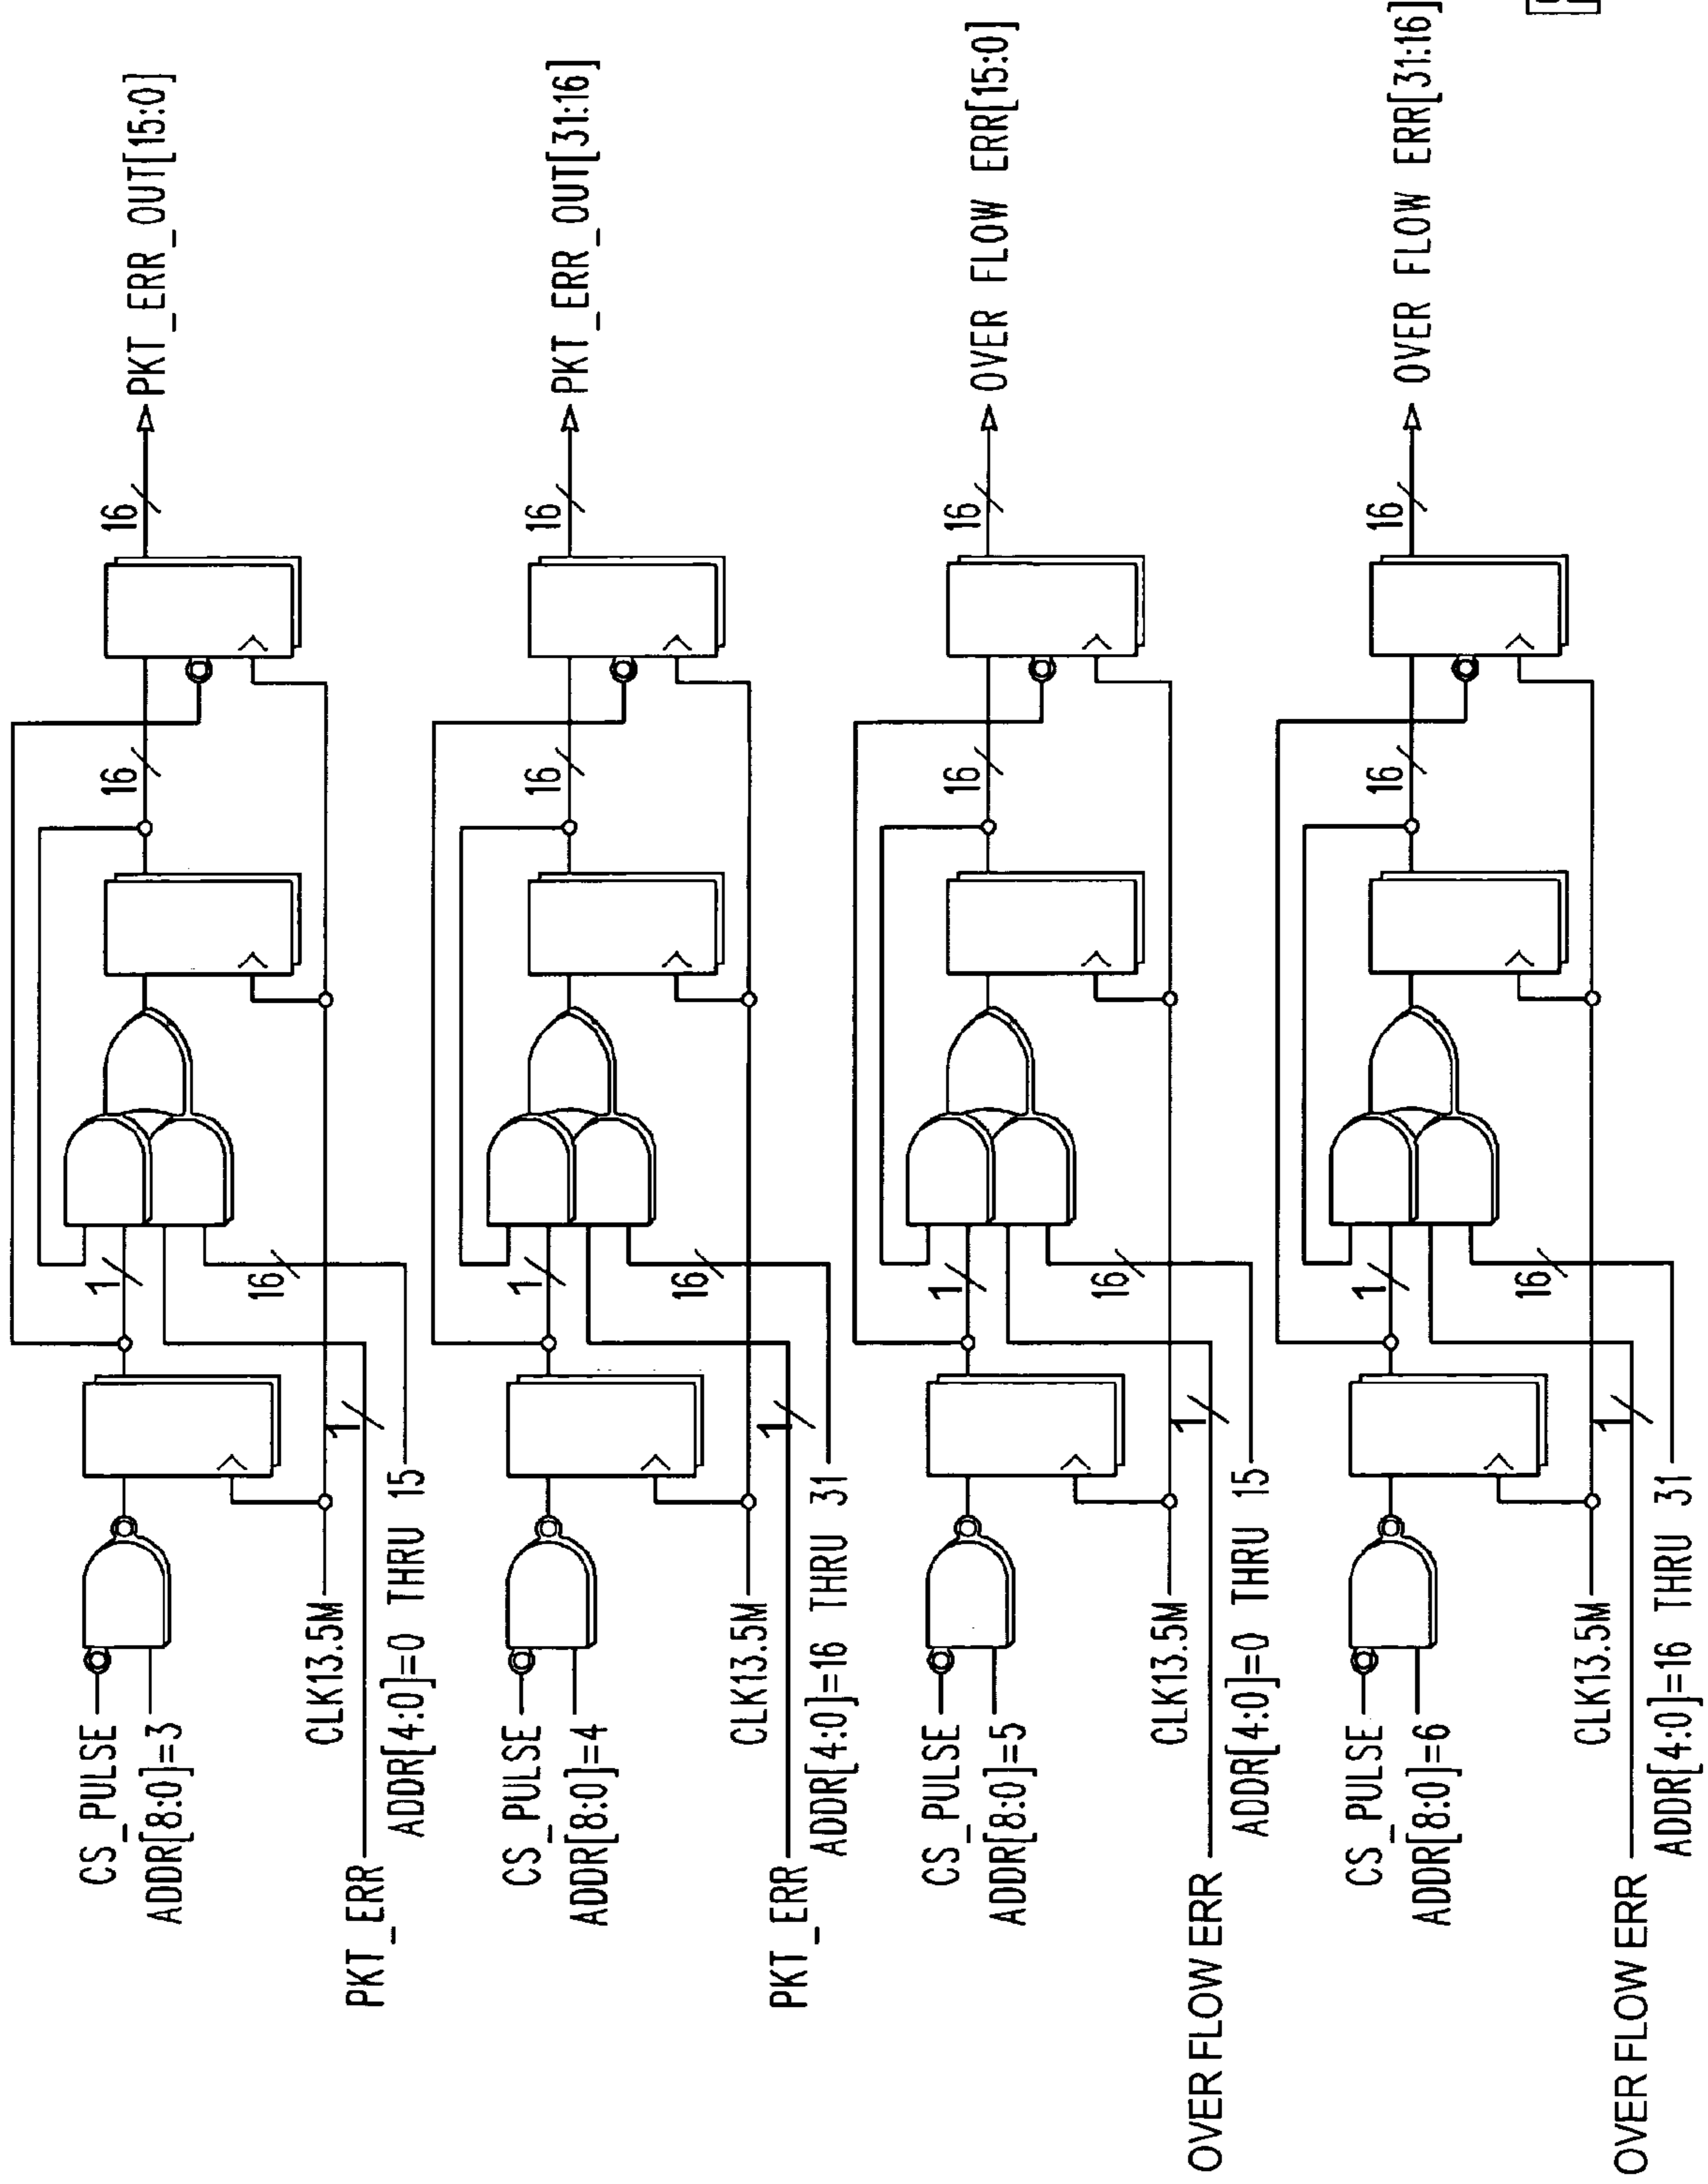 CS_PULSE
ADDR[8:0]=3
CLK13.5M
PKT_ERR
ADDR[4:0]=0 THRU 15
1
16
1
16
16
PKT_ERR_OUT[15:0]
CS_PULSE
ADDR[8:0]=4
CLK13.5M
PKT_ERR
ADDR[4:0]=16 THRU 31
1
16
1
16
16
PKT_ERR_OUT[31:16]
CS_PULSE
ADDR[8:0]=5
CLK13.5M
OVER FLOW ERR
ADDR[4:0]=0 THRU 15
1
16
1
16
16
OVER FLOW ERR[15:0]
CS_PULSE
ADDR[8:0]=6
CLK13.5M
OVER FLOW ERR
ADDR[4:0]=16 THRU 31
1
16
1
16
16
OVER FLOW ERR[31:16]